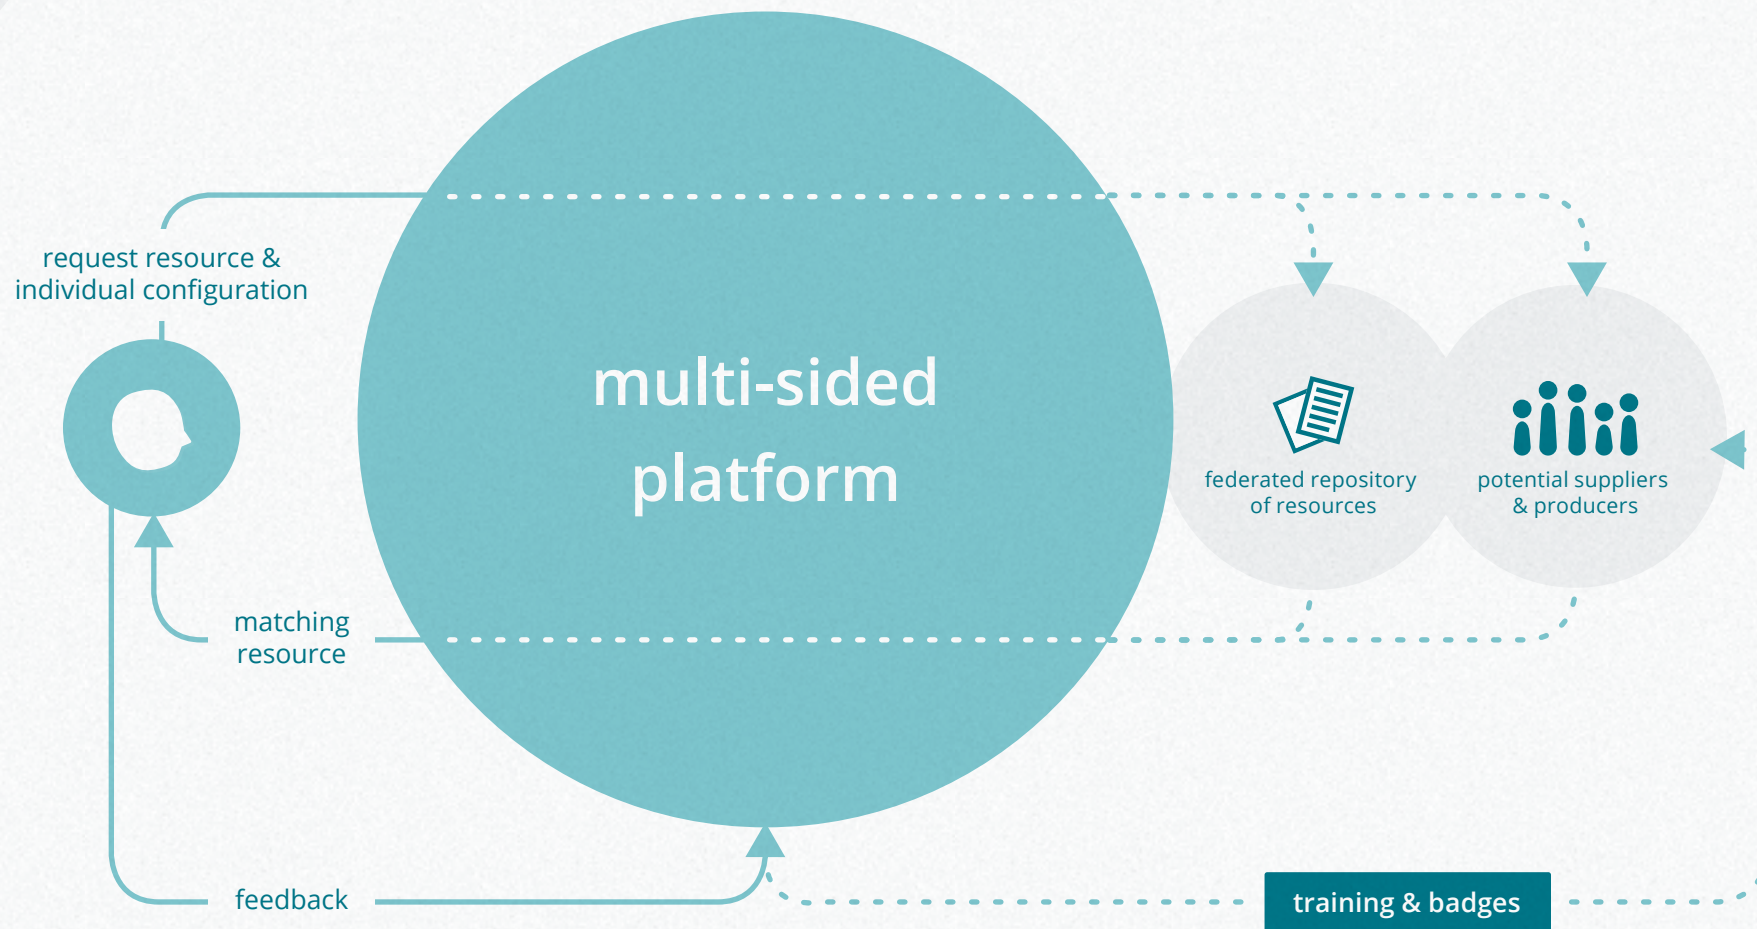 request resource &
individual configuration
multi-sided
platform
federated repository
of resources
potential suppliers
& producers
matching
resource
feedback
training & badges